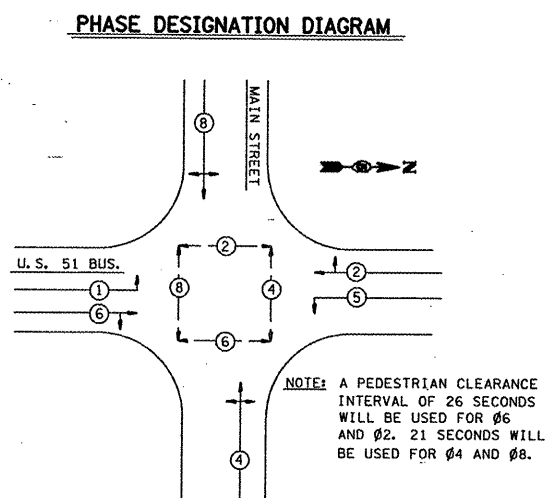 PHASE DESIGNATION DIAGRAM
8
MAIN STREET
N
U.S. 51 BUS.
2
2
1
8
4
5
6
6
NOTE: A PEDESTRIAN CLEARANCE
INTERVAL OF 26 SECONDS
WILL BE USED FOR Ø6
AND Ø2. 21 SECONDS WILL
BE USED FOR Ø4 AND Ø8.
4